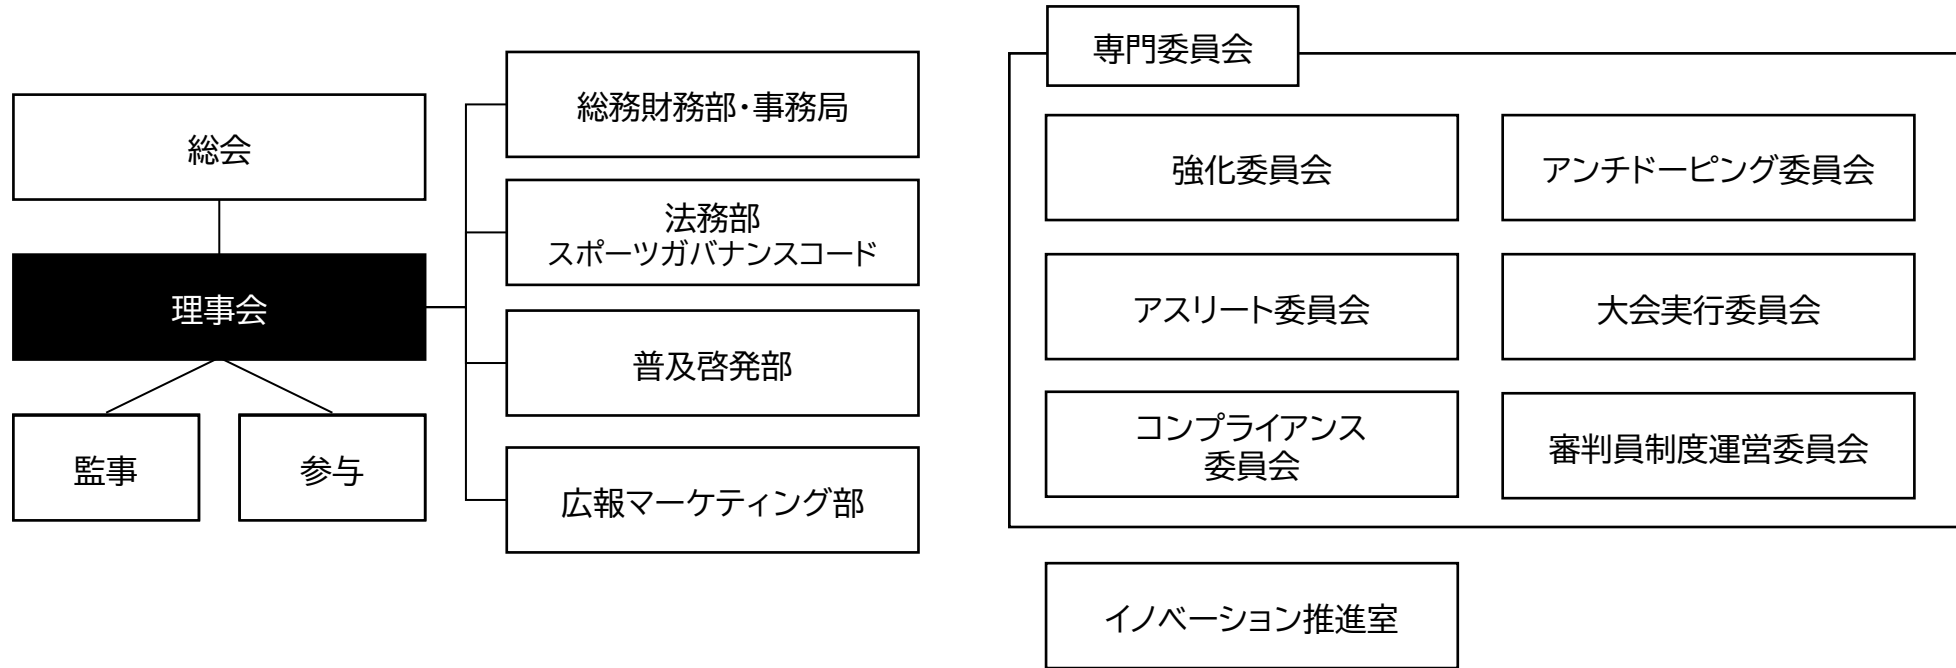 総会
理事会
監事
参与
総務財務部・事務局
法務部
スポーツガバナンスコード
普及啓発部
広報マーケティング部
専門委員会
強化委員会
アンチドーピング委員会
アスリート委員会
大会実行委員会
コンプライアンス
委員会
審判員制度運営委員会
イノベーション推進室